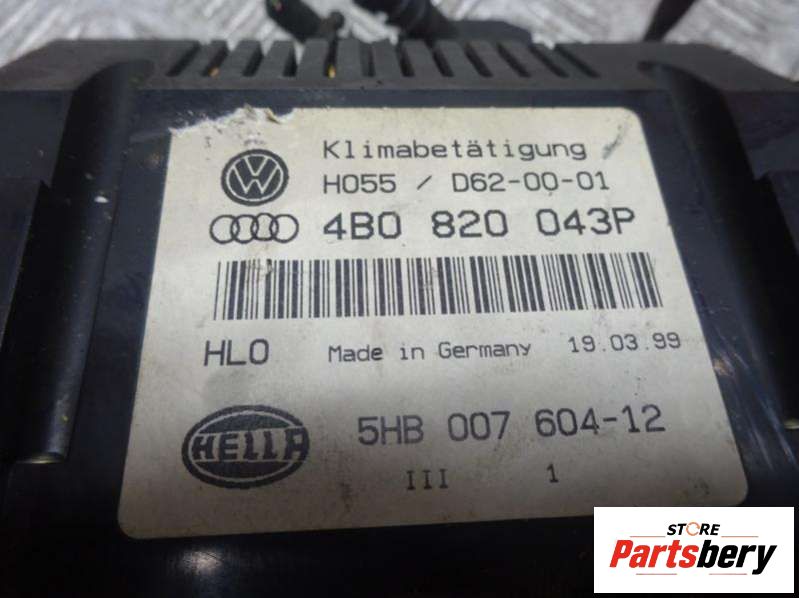 Klimabetätigung
H055 / D62-00-01
4B0 820 043P
HLO Made in Germany 19.03.99
HELLA
5HB 007 604-12
III 1
STORE
Partsbery